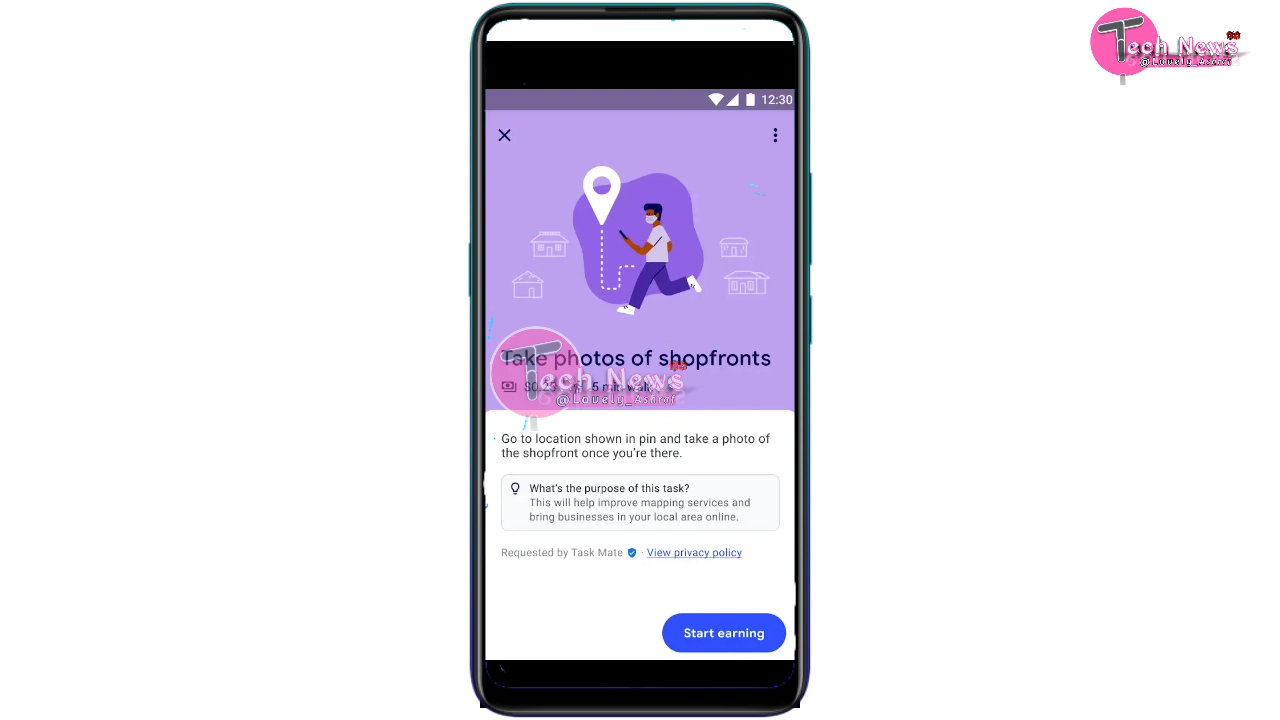 Tech News
@Lovely_Ashraf
12:30
Take photos of shopfronts
Tech News
5 min walk
@Lovely_Ashraf
Go to location shown in pin and take a photo of
the shopfront once you're there.
What's the purpose of this task?
This will help improve mapping services and
bring businesses in your local area online.
Requested by Task Mate · View privacy policy
Start earning